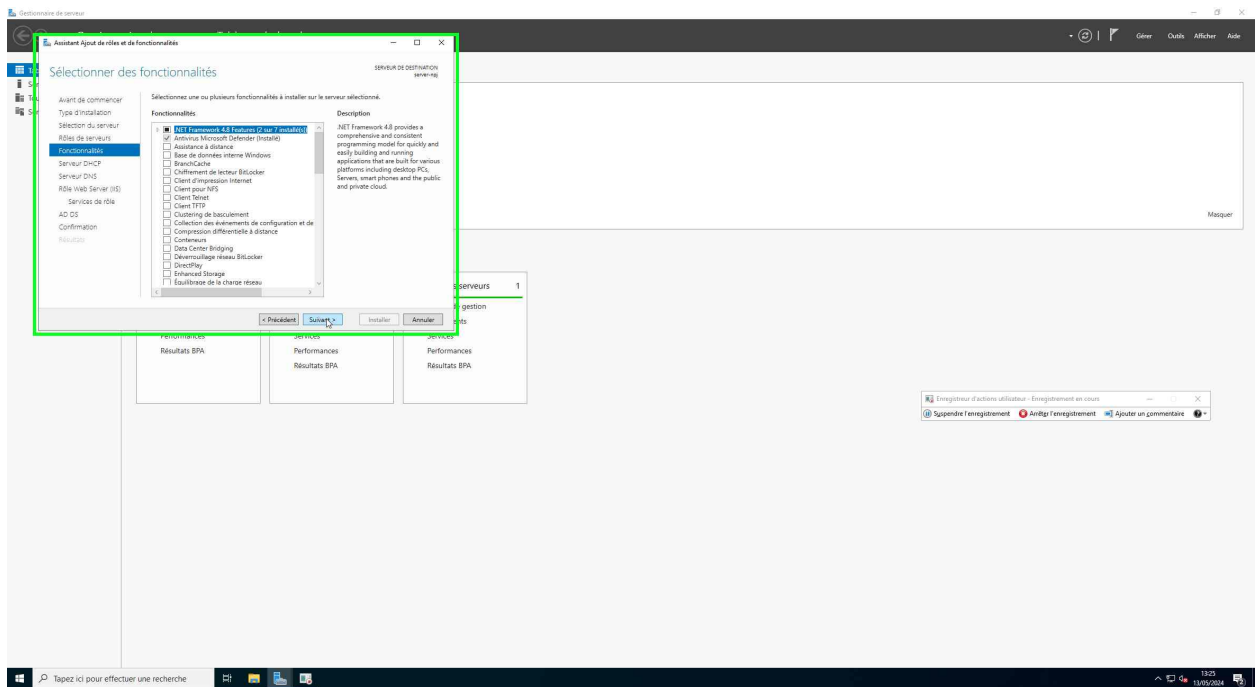 Gestionnaire de serveur
Gérer Outils Afficher Aide
Assistant Ajout de rôles et de fonctionnalités
Sélectionner des fonctionnalités
SERVEUR DE DESTINATION
server-npj
Avant de commencer
Type d'installation
Sélection du serveur
Rôles de serveurs
Fonctionnalités
Serveur DHCP
Serveur DNS
Rôle Web Server (IIS)
Services de rôle
AD DS
Confirmation
Résultats
Sélectionnez une ou plusieurs fonctionnalités à installer sur le serveur sélectionné.
Fonctionnalités
.NET Framework 4.8 Features (2 sur 7 installé(s))
Antivirus Microsoft Defender (Installé)
Assistance à distance
Base de données interne Windows
BranchCache
Chiffrement de lecteur BitLocker
Client d'impression Internet
Client pour NFS
Client Telnet
Client TFTP
Clustering de basculement
Collection des événements de configuration et de
Compression différentielle à distance
Conteneurs
Data Center Bridging
Déverrouillage réseau BitLocker
DirectPlay
Enhanced Storage
Équilibrage de la charge réseau
Description
.NET Framework 4.8 provides a
comprehensive and consistent
programming model for quickly and
easily building and running
applications that are built for various
platforms including desktop PCs,
Servers, smart phones and the public
and private cloud.
< Précédent Suivant > Installer Annuler
Masquer
serveurs 1
gestion
Services
Performances Services
Résultats BPA Performances Performances
Résultats BPA Résultats BPA
Enregistreur d'actions utilisateur - Enregistrement en cours
Suspendre l'enregistrement Arrêter l'enregistrement Ajouter un commentaire
Tapez ici pour effectuer une recherche
13:25
13/05/2024